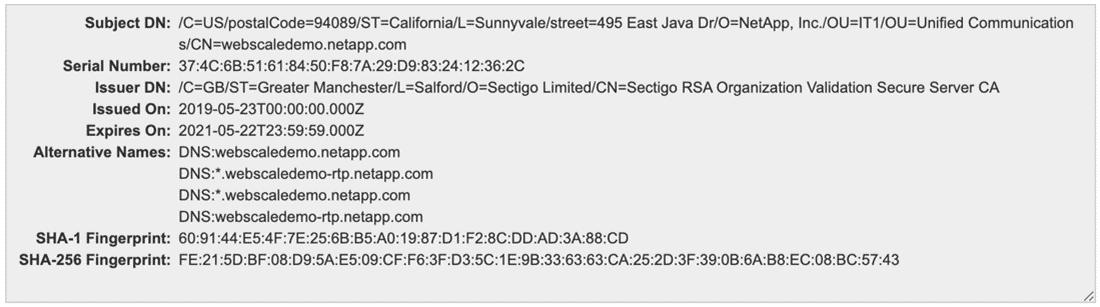 Subject DN: /C=US/postalCode=94089/ST=California/L=Sunnyvale/street=495 East Java Dr/O=NetApp, Inc./OU=IT1/OU=Unified Communication
s/CN=webscaledemo.netapp.com
Serial Number: 37:4C:6B:51:61:84:50:F8:7A:29:D9:83:24:12:36:2C
Issuer DN: /C=GB/ST=Greater Manchester/L=Salford/O=Sectigo Limited/CN=Sectigo RSA Organization Validation Secure Server CA
Issued On: 2019-05-23T00:00:00.000Z
Expires On: 2021-05-22T23:59:59.000Z
Alternative Names: DNS:webscaledemo.netapp.com
DNS:*.webscaledemo-rtp.netapp.com
DNS:*.webscaledemo.netapp.com
DNS:webscaledemo-rtp.netapp.com
SHA-1 Fingerprint: 60:91:44:E5:4F:7E:25:6B:B5:A0:19:87:D1:F2:8C:DD:AD:3A:88:CD
SHA-256 Fingerprint: FE:21:5D:BF:08:D9:5A:E5:09:CF:F6:3F:D3:5C:1E:9B:33:63:63:CA:25:2D:3F:39:0B:6A:B8:EC:08:BC:57:43